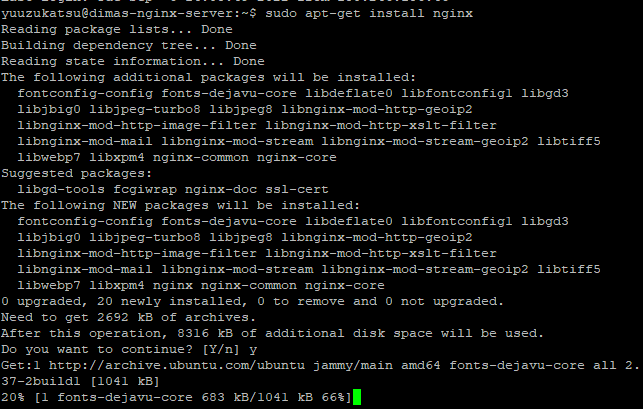 yuuzukatsu@dimas-nginx-server:~$ sudo apt-get install nginx
Reading package lists... Done
Building dependency tree... Done
Reading state information... Done
The following additional packages will be installed:
  fontconfig-config fonts-dejavu-core libdeflate0 libfontconfig1 libgd3
  libjbig0 libjpeg-turbo8 libjpeg8 libnginx-mod-http-geoip2
  libnginx-mod-http-image-filter libnginx-mod-http-xslt-filter
  libnginx-mod-mail libnginx-mod-stream libnginx-mod-stream-geoip2 libtiff5
  libwebp7 libxpm4 nginx-common nginx-core
Suggested packages:
  libgd-tools fcgiwrap nginx-doc ssl-cert
The following NEW packages will be installed:
  fontconfig-config fonts-dejavu-core libdeflate0 libfontconfig1 libgd3
  libjbig0 libjpeg-turbo8 libjpeg8 libnginx-mod-http-geoip2
  libnginx-mod-http-image-filter libnginx-mod-http-xslt-filter
  libnginx-mod-mail libnginx-mod-stream libnginx-mod-stream-geoip2 libtiff5
  libwebp7 libxpm4 nginx nginx-common nginx-core
0 upgraded, 20 newly installed, 0 to remove and 0 not upgraded.
Need to get 2692 kB of archives.
After this operation, 8316 kB of additional disk space will be used.
Do you want to continue? [Y/n] y
Get:1 http://archive.ubuntu.com/ubuntu jammy/main amd64 fonts-dejavu-core all 2.
37-2build1 [1041 kB]
20% [1 fonts-dejavu-core 683 kB/1041 kB 66%]